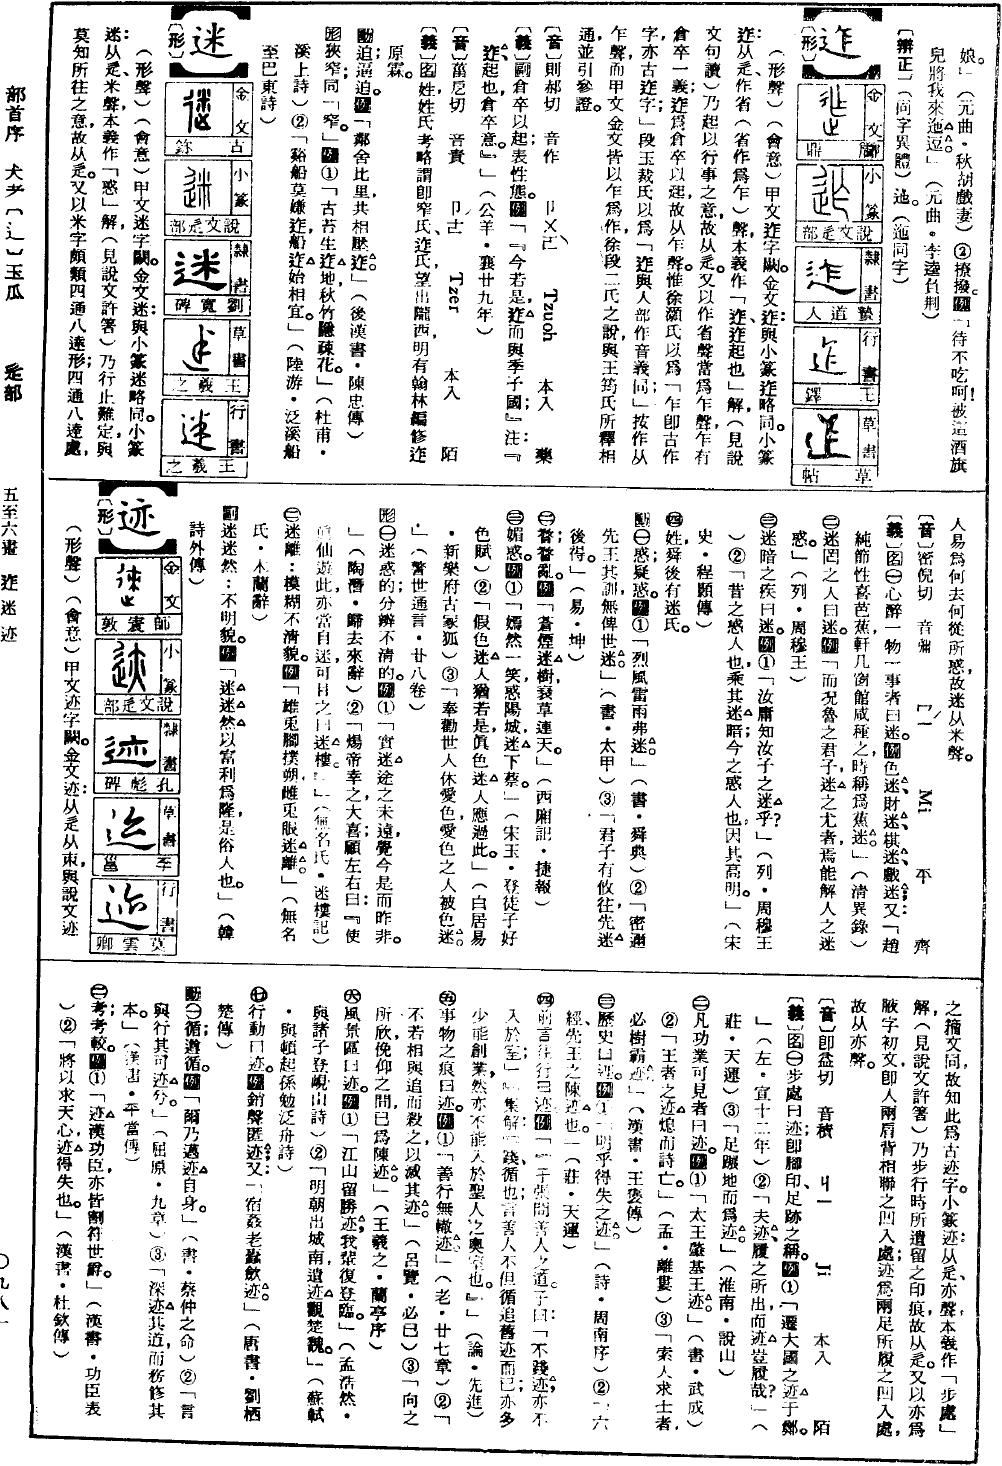 娘。」(元曲・秋胡戲妻)②撩撥。例「待不吃呵!被這酒旗
兒將我來迤逗。」(元曲・李逵負荆)
〔辨正〕(向字異體)迆。(迤同字)
迮
〔形〕
金文
鼎
小篆
說文辵部
隸書
道人
行書
王鐸
草書
草帖
(形聲)(會意)甲文迮字闕。金文迮:與小篆迮略同。小篆
迮:从辵作省(省作爲乍)聲,本義作「迮迮起也」解(見說
文句讀)乃起以行事之意,故从辵。又以作省聲當爲乍聲,乍有
倉卒一義;迮爲倉卒以迮,故从乍聲。惟徐灝氏以爲「乍卽古作
字,亦古迮字」段玉裁氏以爲「迮與人部作音義同」按作从
乍聲,而甲文金文皆以乍爲作,徐段二氏之說,與王筠氏所釋相
通,並引參證。
〔音〕則郝切 音作 ㄗㄨㄛˋ Tzuoh 本入 藥
〔義〕副倉卒以起表性態。例「『今若是迮而與季子國』注:『
迮,起也,倉卒意。』」(公羊・襄廿九年)
〔音〕當反切 音責 ㄗㄜˊ Tzer 本入 陌
〔義〕名姓,姓氏考略謂卽窄氏,迮氏望出隴西,明有翰林編修迮
原霖。
動迫;逼迫。例「鄰舍比里,共相壓迮。」(後漢書・陳忠傳)
形狹窄;同「窄」。例①「古苔生迮地,秋竹隱疎花。」(杜甫・
溪上詩)②「谿船莫嫌迮,船迮始相宜。」(陸游・泛溪船
至巴東詩)
迷
〔形〕
金文
古鉨
小篆
說文辵部
隸書
劉寬碑
草書
王羲之
行書
王羲之
(形聲)(會意)甲文迷字闕。金文迷:與小篆迷略同。小篆
迷:从辵,米聲,本義作「惑」解(見說文許箸)乃行止難定與
莫知所往之意,故从辵。又以米字頗類四通八達形;四通八達處,
人易爲何去何從所惑,故迷从米聲。
〔音〕密倪切 音彌 ㄇㄧˊ Mi 平 齊
〔義〕名㊀心醉一物一事者曰迷。例色迷、財迷、棋迷、戲迷;又「趙
純節性喜芭蕉,軒几窗館咸種之,時稱爲蕉迷。」(清異錄)
㊁迷罔之人曰迷。例「而況魯之君子,迷之尤者,焉能解人之迷
惑。」(列・周穆王)
㊂迷暗之疾曰迷。例①「汝庸知汝子之迷乎?」(列・周穆王
)②「昔之惑人也,乘其迷暗;今之惑人也,因其高明。」(宋
史・程顥傳)
㊃姓,舜後有迷氏。
動㊀惑;疑惑。例①「烈風雷雨弗迷。」(書・舜典)②「密邇
先王其訓,無俾世迷。」(書・太甲)③「君子有攸往,先迷
後得。」(易・坤)
㊁眷眷;亂。例「蒼煙迷樹,衰草連天。」(西厢記・捷報)
㊂媚惑。例①「嫣然一笑,惑陽城,迷下蔡。」(宋玉・登徒子好
色賦)②「假色迷人猶若是,眞色迷人應過此。」(白居易
・新樂府古冢狐)③「奉勸世人休愛色,愛色之人被色迷。
」(警世通言・廿八卷)
形㊀迷惑的;分辨不清的。例①「實迷途之未遠,覺今是而昨非。
」(陶潛・歸去來辭)②「煬帝幸之大喜,顧左右曰:『使
眞仙遊此,亦當自迷,可目之曰迷樓。』」(無名氏・迷樓記)
㊁迷離:模糊不清貌。例「雄兎腳撲朔,雌兎眼迷離。」(無名
氏・木蘭辭)
副迷迷然:不明貌。例「迷迷然以富利爲隆,是俗人也。」(韓
詩外傳)
迹
〔形〕
金文
師寰敦
小篆
說文辵部
隸書
孔彪碑
草書
李邕
行書
莫雲卿
(形聲)(會意)甲文迹字闕。金文迹:从辵从朿,與說文迹
之籀文同,故知此爲古迹字。小篆迹:从辵、亦聲,本義作「步處」
解(見說文許箸)乃步行時所遺留之印痕,故从辵。又以亦爲
腋字初文,卽人兩肩背相聯之凹入處;迹爲兩足所履之凹入處,
故从亦聲。
〔音〕卽益切 音積 ㄐㄧ Ji 本入 陌
〔義〕名㊀步處曰迹;迹卽腳印足跡之稱。例①「遷大國之迹于鄭。
」(左・宣十二年)②「夫迹,履之所出,而迹豈履哉?」(
莊・天運)③「足蹍地而爲迹。」(淮南・說山)
㊁凡功業可見者曰迹。例①「太王肇基王迹。」(書・武成)
②「王者之迹熄而詩亡。」(孟・離婁)③「索人求士者,
必樹霸迹。」(漢書・王褒傳)
㊂歷史曰迹。例①「明乎得失之迹。」(詩・周南序)②「六
經,先王之陳迹也。」(莊・天運)
㊃前言往行曰迹。例「『子張問善人之道。子曰:「不踐迹,亦不
入於室」』集解:『踐,循也,言善人不但循追舊迹而已,亦多
少能創業,然亦不能入於聖人之奧室也。』」(論・先進)
㊄事物之痕曰迹。例①「善行無轍迹。」(老・廿七章)②「
不若相與追而殺之,以滅其迹。」(呂覽・必己)③「向之
所欣,俛仰之間,已爲陳迹。」(王羲之・蘭亭序)
㊅風景區曰迹。例①「江山留勝迹,我輩復登臨。」(孟浩然・
與諸子登峴山詩)②「明朝出城南,遺迹觀楚魏。」(蘇軾
・與頓起孫勉泛舟詩)
㊆行動曰迹。例銷聲匿迹;又「宿姦老蠹,歛迹。」(唐書・劉栖
楚傳)
動㊀循;遵循。例①「爾乃邁迹自身。」(書・蔡仲之命)②「言
與行其可迹兮。」(屈原・九章)③「深迹其道,而務修其
本。」(漢書・平當傳)
㊁考;考較。例①「迹漢功臣,亦皆割符世爵。」(漢書・功臣表
)②「將以求天心,迹得失也。」(漢書・杜欽傳)
部首序 犬 ⺹〔辶〕玉瓜 辵部
五至六畫 迮迷迹
〇九八一